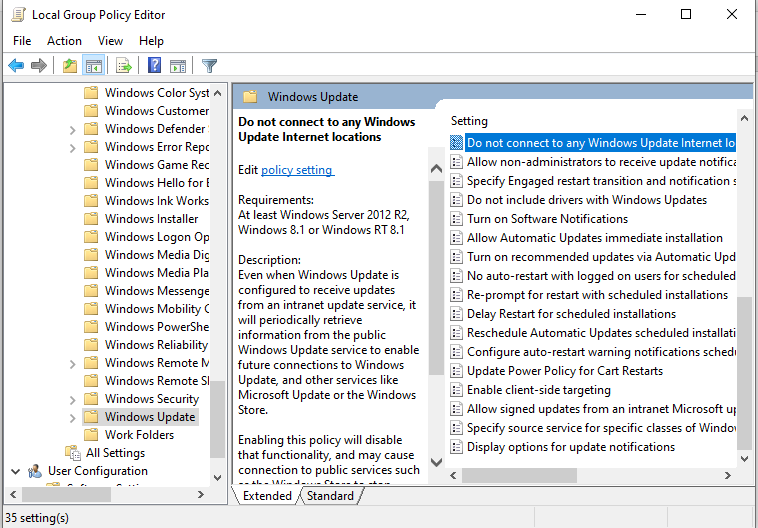 Local Group Policy Editor
File Action View Help
Windows Color Syst
Windows Customer
Windows Defender
Windows Error Repo
Windows Game Rec
Windows Hello for B
Windows Ink Works
Windows Installer
Windows Logon Op
Windows Media Dig
Windows Media Pla
Windows Messenge
Windows Mobility C
Windows PowerShe
Windows Reliability
Windows Remote M
Windows Remote Sh
Windows Security
Windows Update
Work Folders
All Settings
User Configuration
Windows Update
Do not connect to any Windows
Update Internet locations
Edit policy setting
Requirements:
At least Windows Server 2012 R2,
Windows 8.1 or Windows RT 8.1
Description:
Even when Windows Update is
configured to receive updates
from an intranet update service, it
will periodically retrieve
information from the public
Windows Update service to enable
future connections to Windows
Update, and other services like
Microsoft Update or the Windows
Store.
Enabling this policy will disable
that functionality, and may cause
connection to public services such
as the Windows Store to stop
Setting
Do not connect to any Windows Update Internet lo
Allow non-administrators to receive update notifica
Specify Engaged restart transition and notification s
Do not include drivers with Windows Updates
Turn on Software Notifications
Allow Automatic Updates immediate installation
Turn on recommended updates via Automatic Upd
No auto-restart with logged on users for scheduled
Re-prompt for restart with scheduled installations
Delay Restart for scheduled installations
Reschedule Automatic Updates scheduled installati
Configure auto-restart warning notifications schedu
Update Power Policy for Cart Restarts
Enable client-side targeting
Allow signed updates from an intranet Microsoft up
Specify source service for specific classes of Window
Display options for update notifications
Extended Standard
35 setting(s)